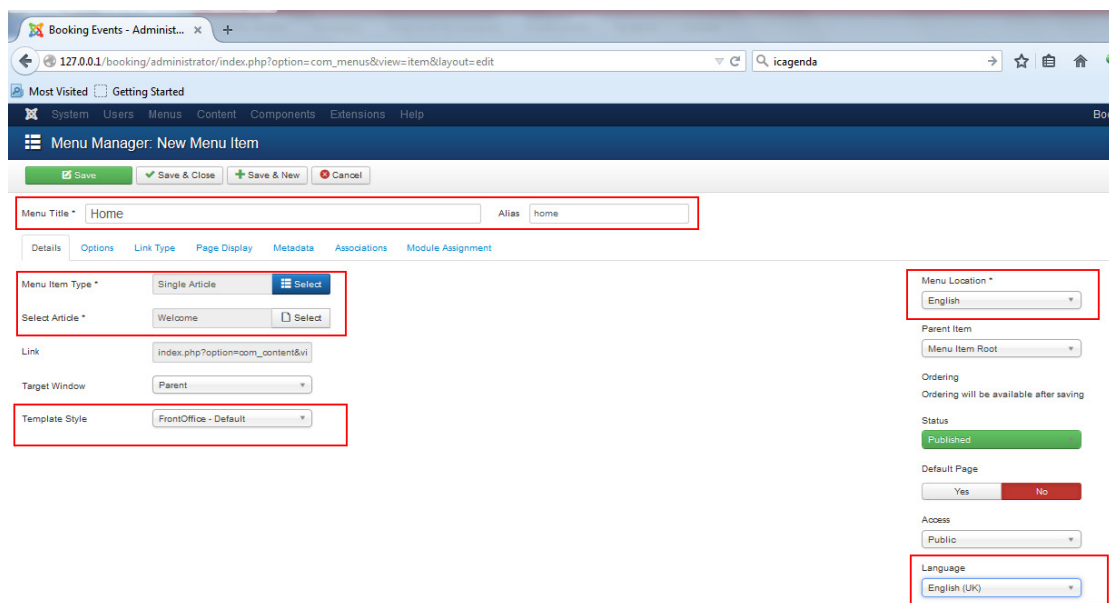 Booking Events - Administ... × +
127.0.0.1/booking/administrator/index.php?option=com_menus&view=item&layout=edit icagenda
Most Visited Getting Started
System Users Menus Content Components Extensions Help Boo
Menu Manager: New Menu Item
Save Save & Close Save & New Cancel
Menu Title * Home Alias home
Details Options Link Type Page Display Metadata Associations Module Assignment
Menu Item Type * Single Article Select
Select Article * Welcome Select
Link index.php?option=com_content&vi
Target Window Parent
Template Style FrontOffice - Default
Menu Location *
English
Parent Item
Menu Item Root
Ordering
Ordering will be available after saving
Status
Published
Default Page
Yes No
Access
Public
Language
English (UK)